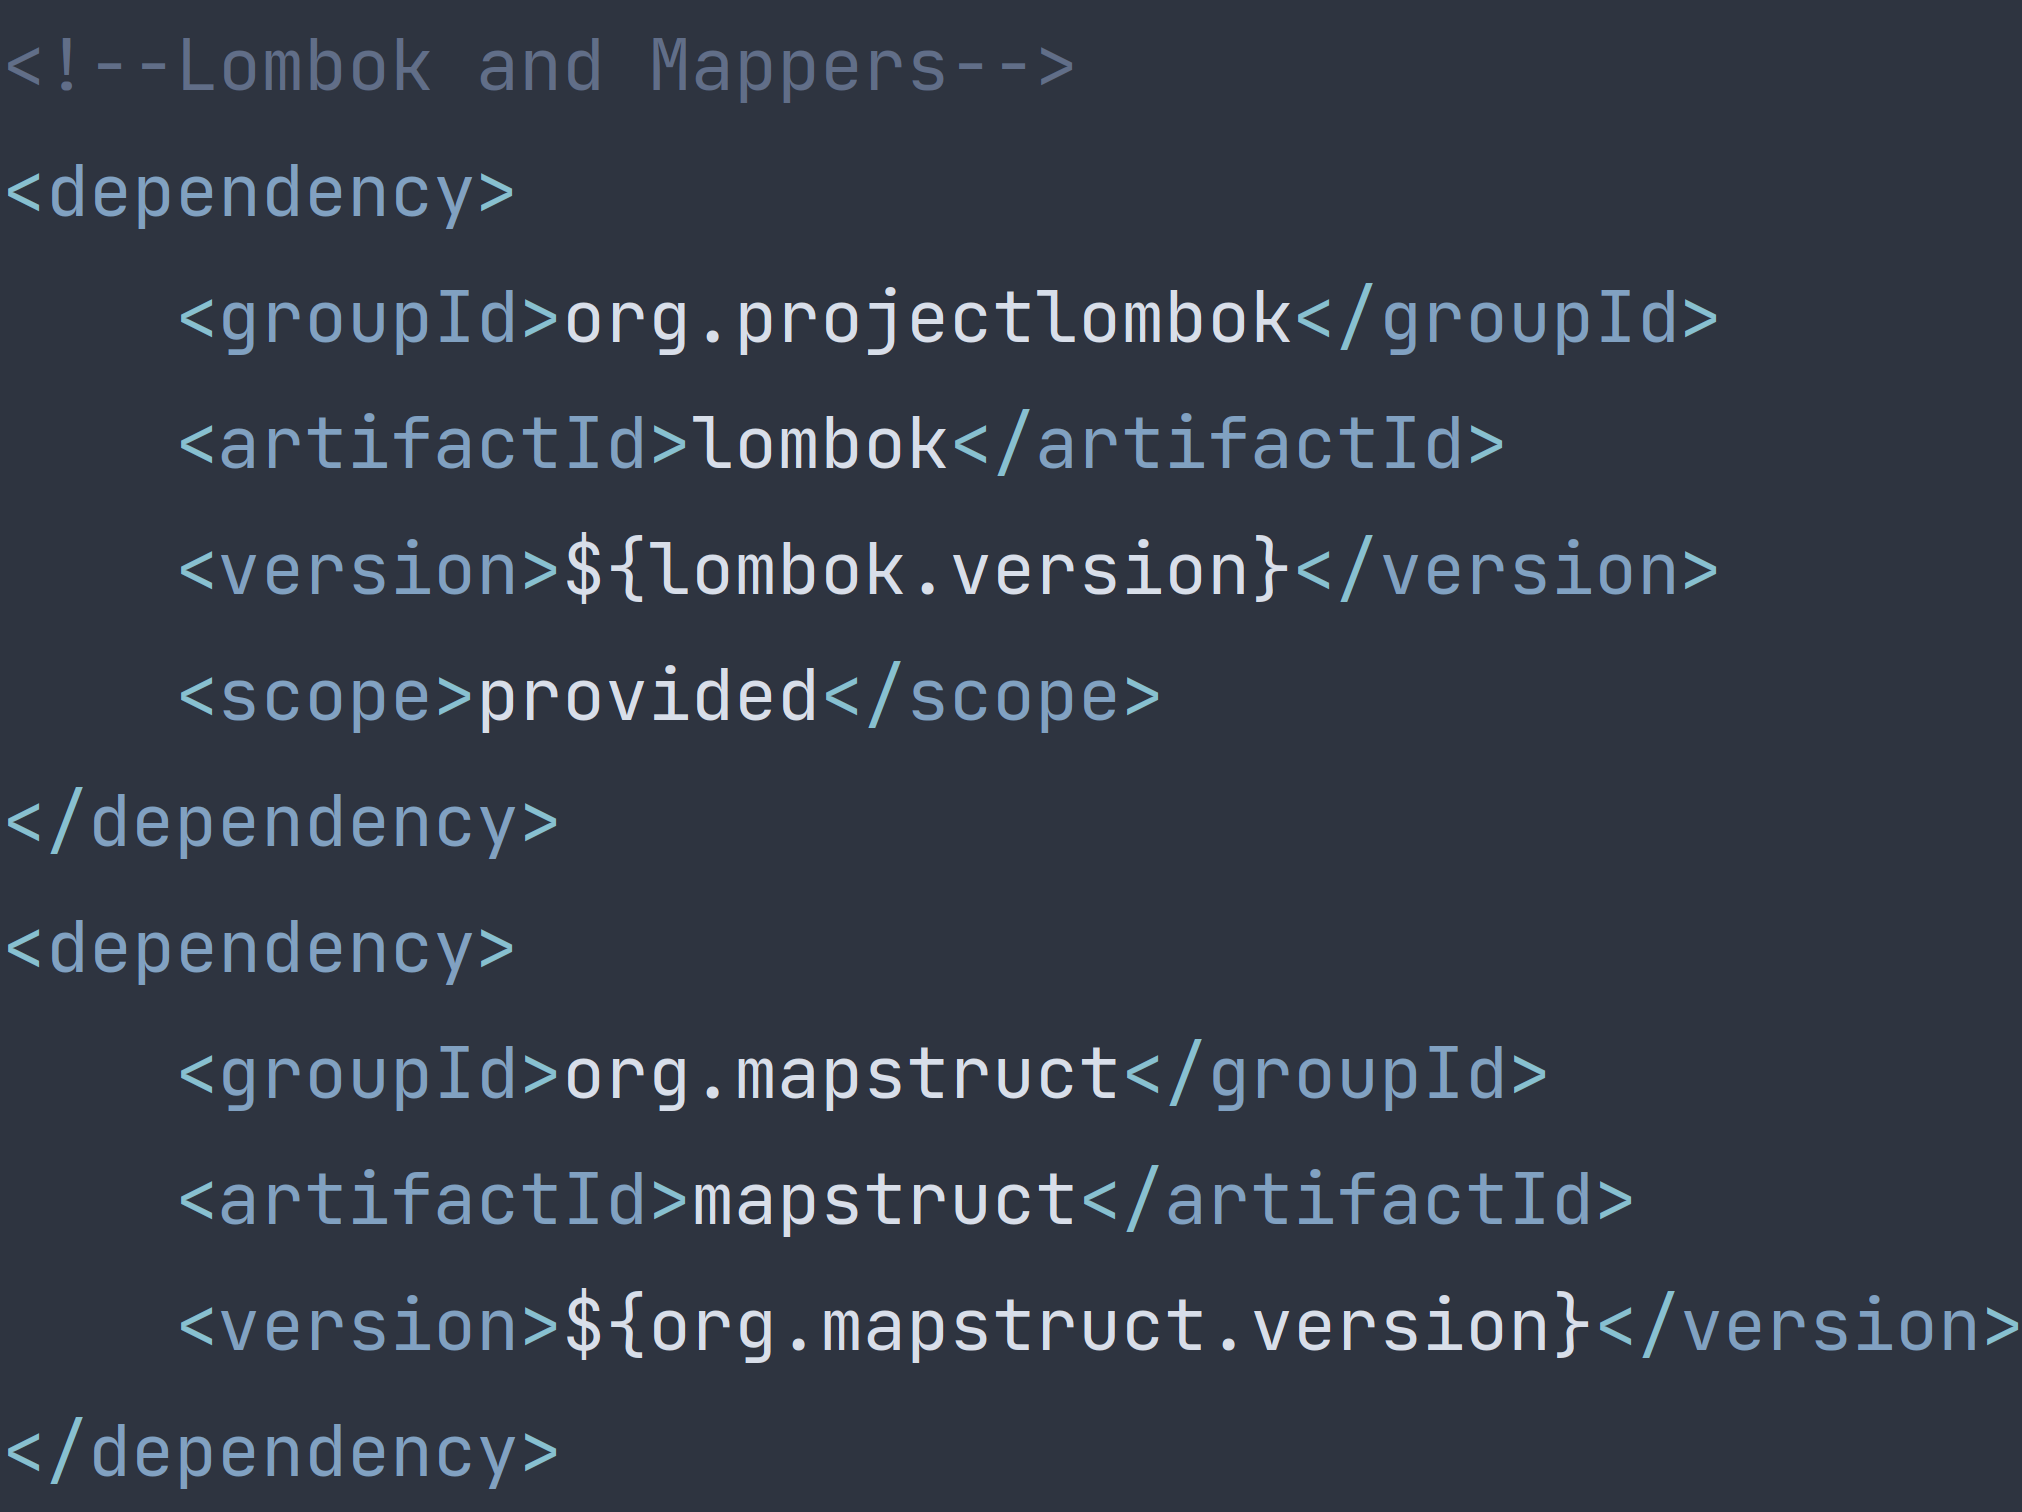 <!--Lombok and Mappers-->
<dependency>
    <groupId>org.projectlombok</groupId>
    <artifactId>lombok</artifactId>
    <version>${lombok.version}</version>
    <scope>provided</scope>
</dependency>
<dependency>
    <groupId>org.mapstruct</groupId>
    <artifactId>mapstruct</artifactId>
    <version>${org.mapstruct.version}</version>
</dependency>